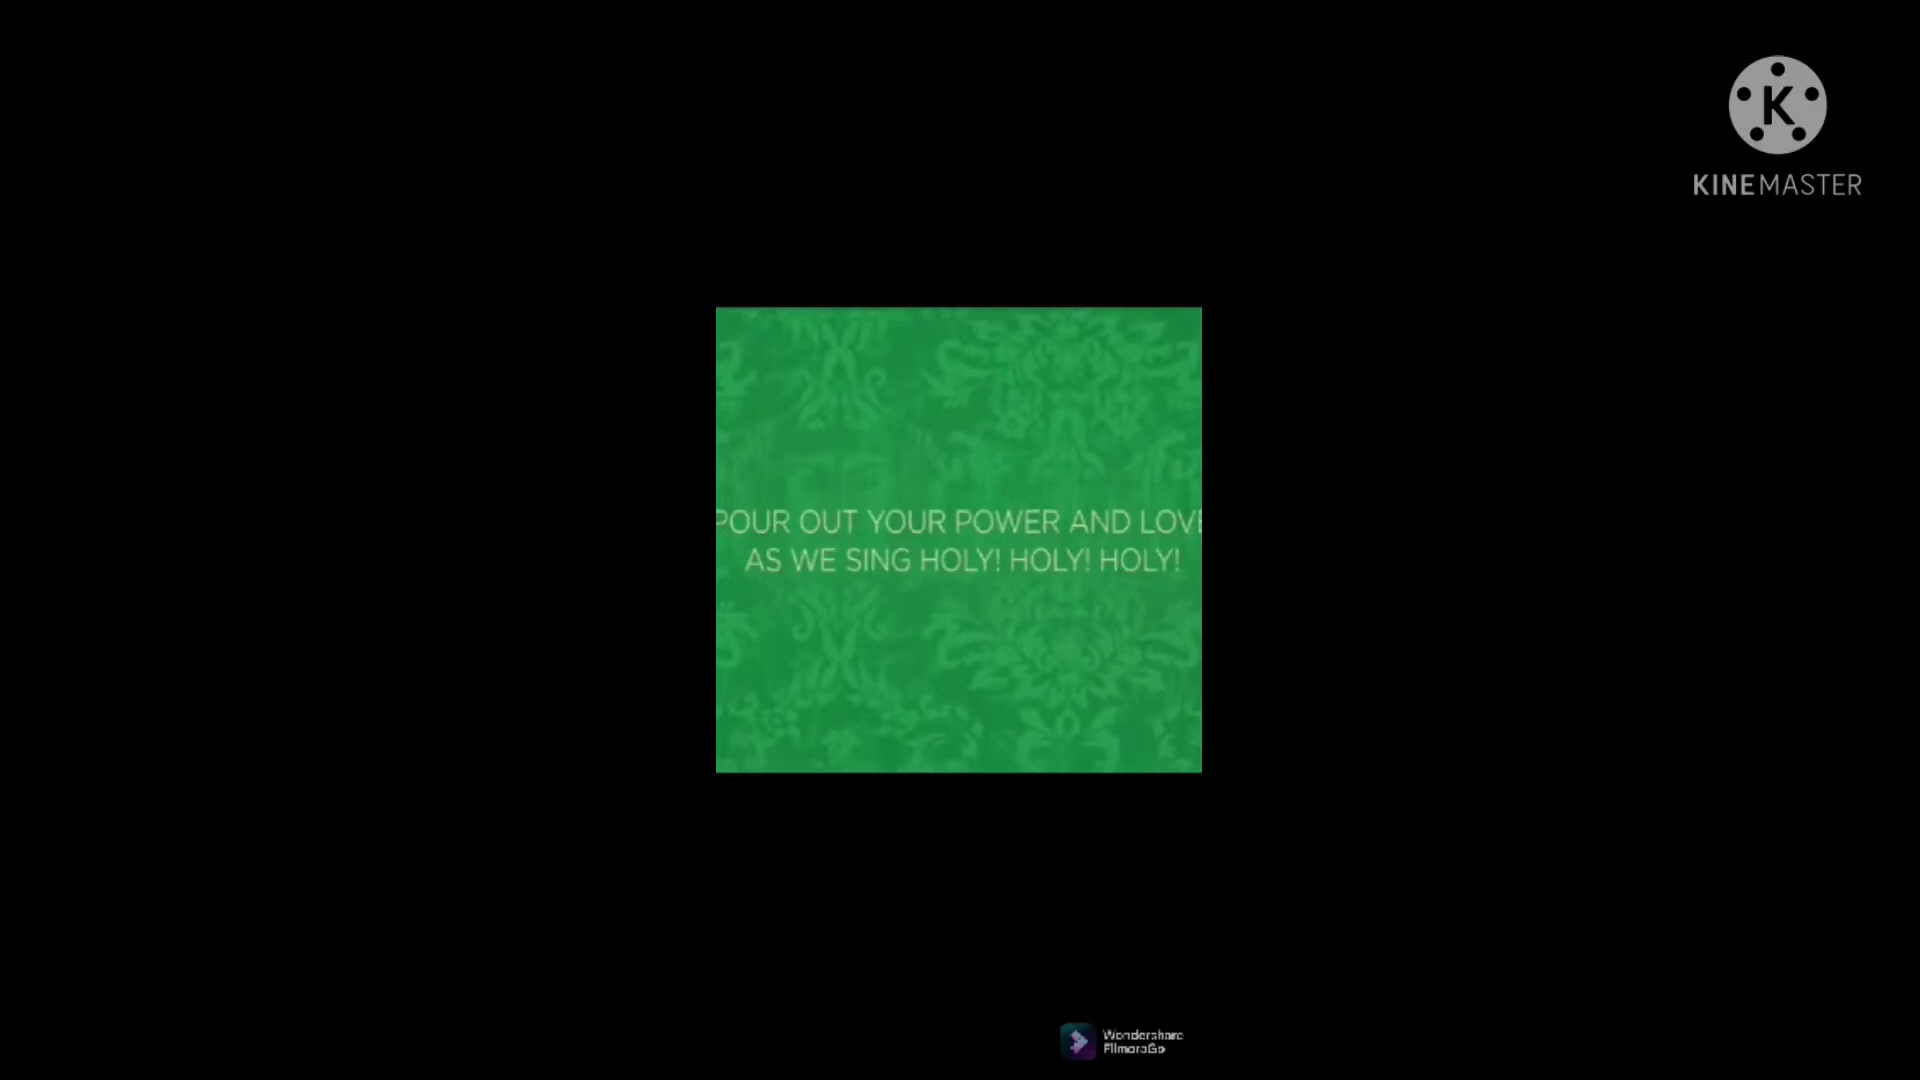 K
KINEMASTER
POUR OUT YOUR POWER AND LOVE
AS WE SING HOLY! HOLY! HOLY!
Wondershare
FilmoraGo